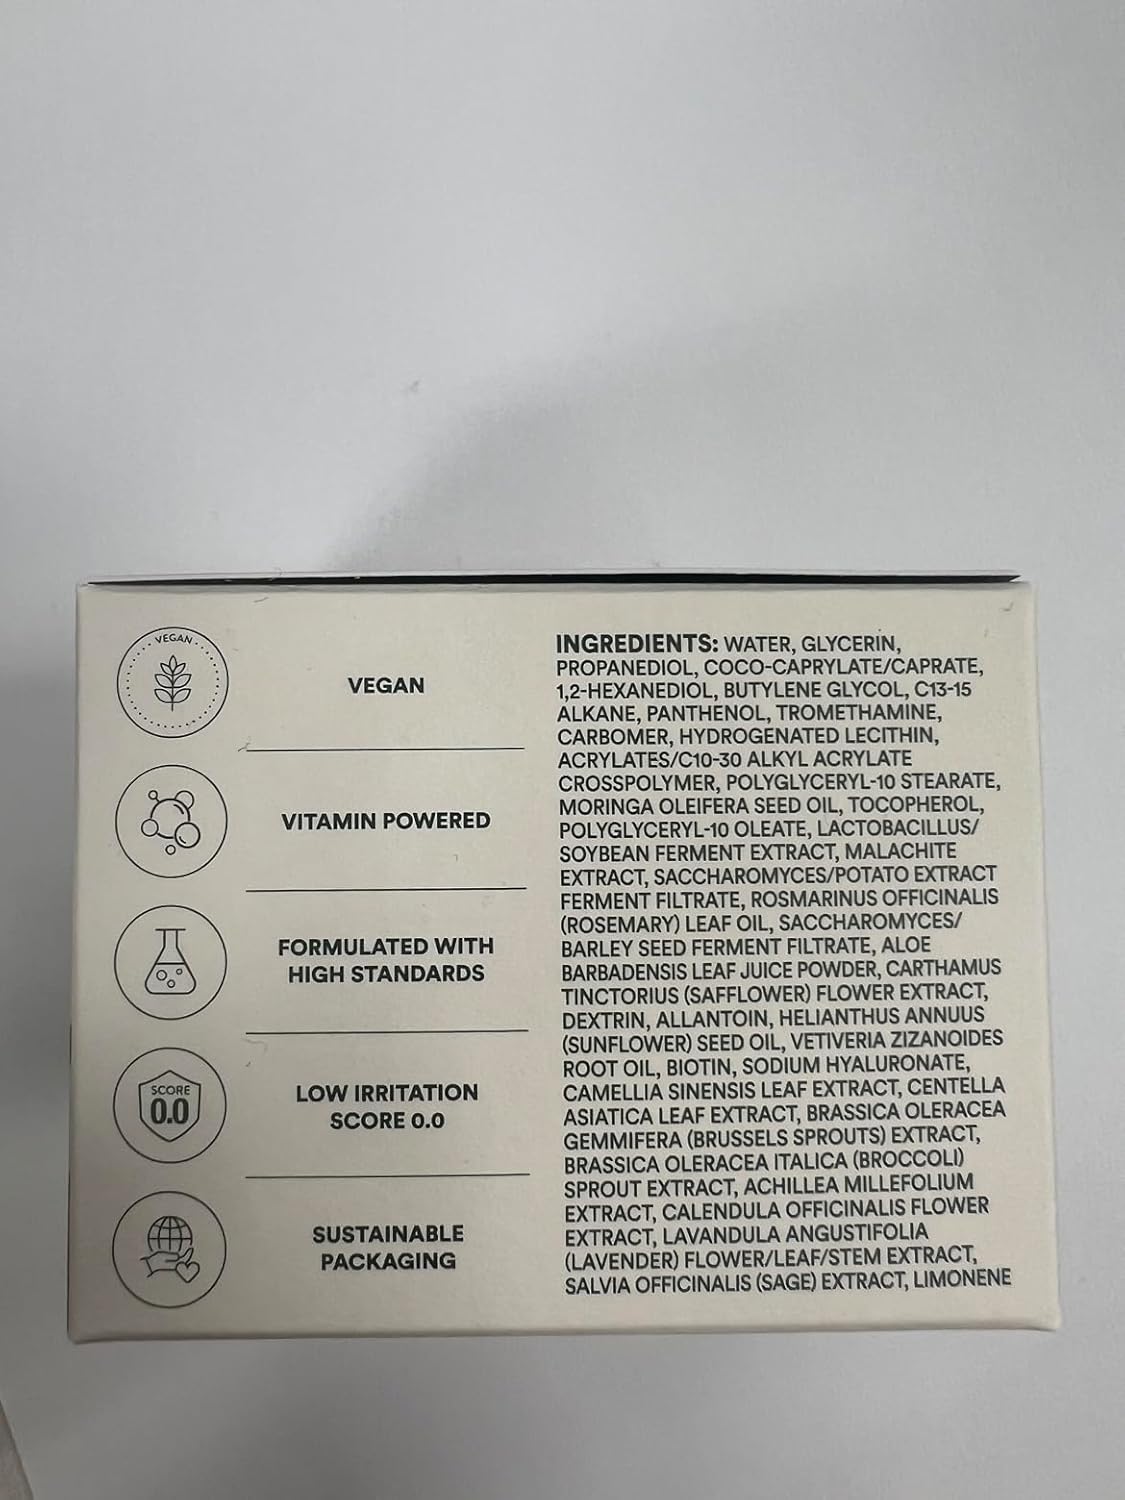 VEGAN
VEGAN
VITAMIN POWERED
FORMULATED WITH
HIGH STANDARDS
SCORE
0.0
LOW IRRITATION
SCORE 0.0
SUSTAINABLE
PACKAGING
INGREDIENTS: WATER, GLYCERIN,
PROPANEDIOL, COCO-CAPRYLATE/CAPRATE,
1,2-HEXANEDIOL, BUTYLENE GLYCOL, C13-15
ALKANE, PANTHENOL, TROMETHAMINE,
CARBOMER, HYDROGENATED LECITHIN,
ACRYLATES/C10-30 ALKYL ACRYLATE
CROSSPOLYMER, POLYGLYCERYL-10 STEARATE,
MORINGA OLEIFERA SEED OIL, TOCOPHEROL,
POLYGLYCERYL-10 OLEATE, LACTOBACILLUS/
SOYBEAN FERMENT EXTRACT, MALACHITE
EXTRACT, SACCHAROMYCES/POTATO EXTRACT
FERMENT FILTRATE, ROSMARINUS OFFICINALIS
(ROSEMARY) LEAF OIL, SACCHAROMYCES/
BARLEY SEED FERMENT FILTRATE, ALOE
BARBADENSIS LEAF JUICE POWDER, CARTHAMUS
TINCTORIUS (SAFFLOWER) FLOWER EXTRACT,
DEXTRIN, ALLANTOIN, HELIANTHUS ANNUUS
(SUNFLOWER) SEED OIL, VETIVERIA ZIZANOIDES
ROOT OIL, BIOTIN, SODIUM HYALURONATE,
CAMELLIA SINENSIS LEAF EXTRACT, CENTELLA
ASIATICA LEAF EXTRACT, BRASSICA OLERACEA
GEMMIFERA (BRUSSELS SPROUTS) EXTRACT,
BRASSICA OLERACEA ITALICA (BROCCOLI)
SPROUT EXTRACT, ACHILLEA MILLEFOLIUM
EXTRACT, CALENDULA OFFICINALIS FLOWER
EXTRACT, LAVANDULA ANGUSTIFOLIA
(LAVENDER) FLOWER/LEAF/STEM EXTRACT,
SALVIA OFFICINALIS (SAGE) EXTRACT, LIMONENE